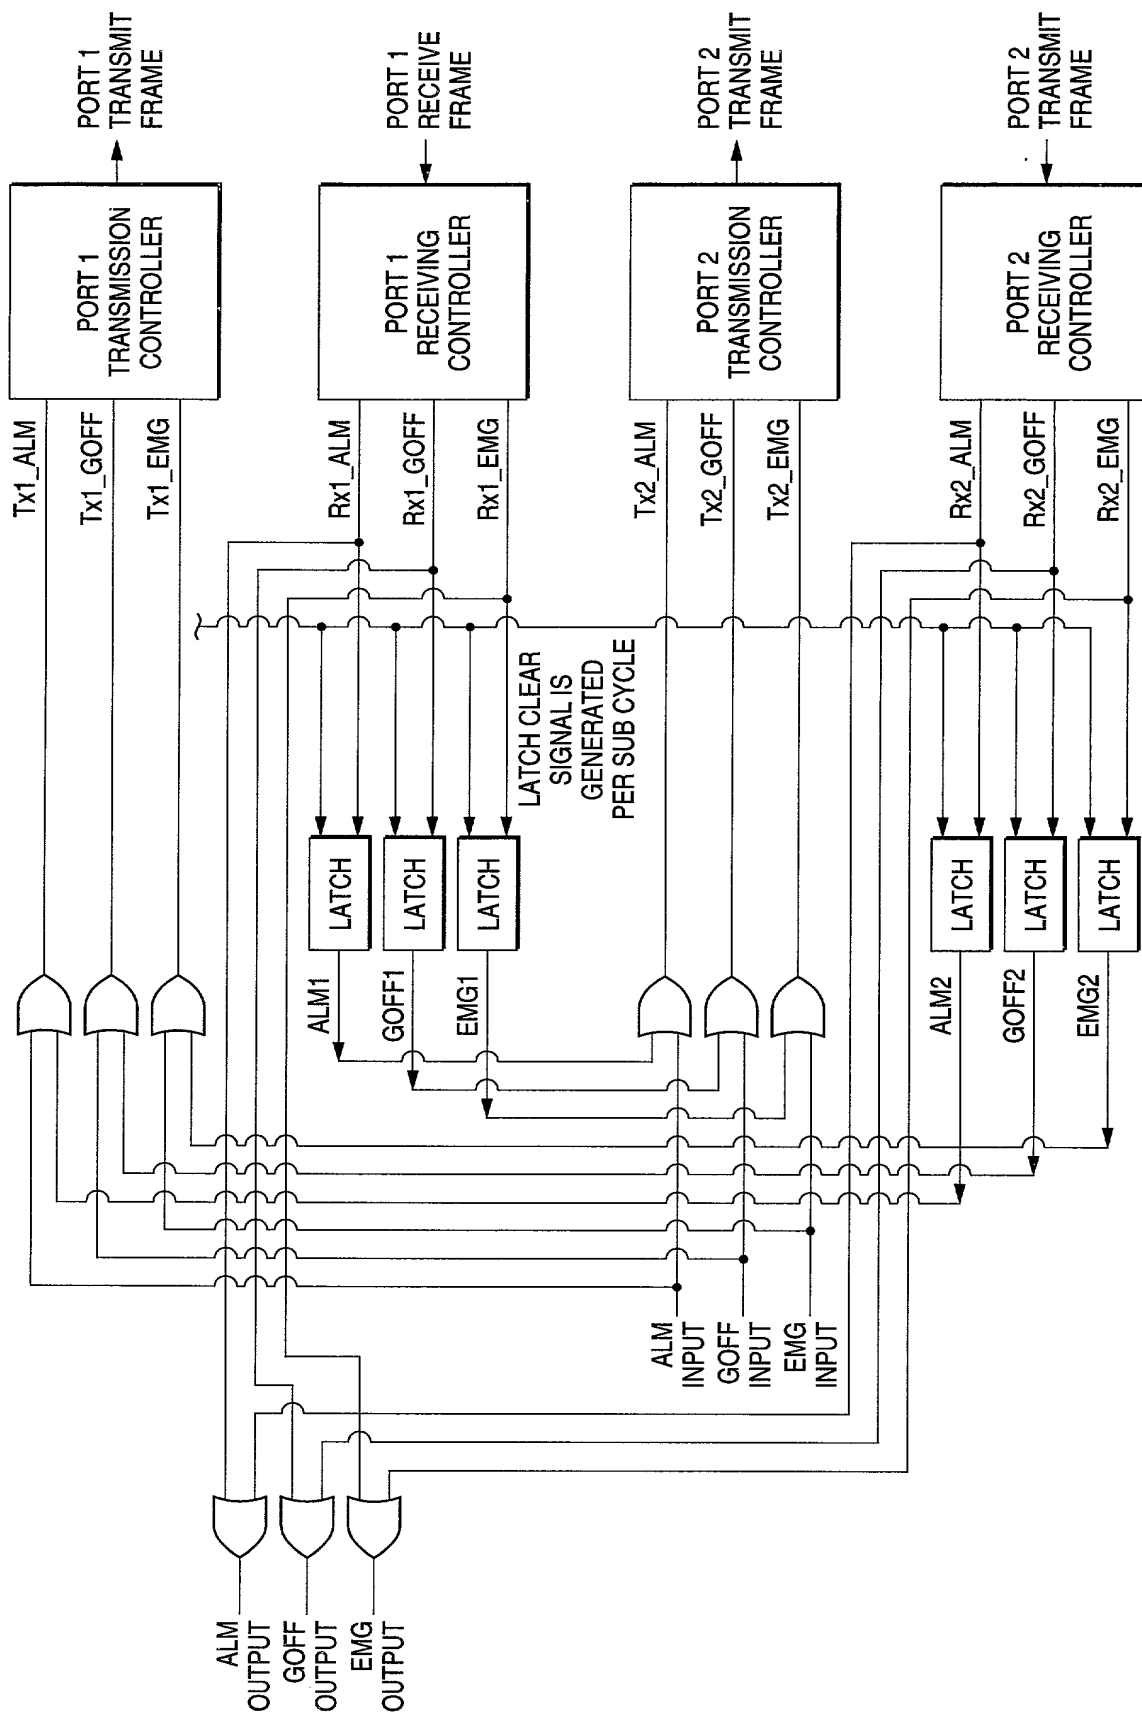 PORT 1
TRANSMIT
FRAME
PORT 1
RECEIVE
FRAME
PORT 2
TRANSMIT
FRAME
PORT 2
TRANSMIT
FRAME
PORT 1
TRANSMISSION
CONTROLLER
PORT 1
RECEIVING
CONTROLLER
PORT 2
TRANSMISSION
CONTROLLER
PORT 2
RECEIVING
CONTROLLER
Tx1_ALM
Tx1_GOFF
Tx1_EMG
Rx1_ALM
Rx1_GOFF
Rx1_EMG
Tx2_ALM
Tx2_GOFF
Tx2_EMG
Rx2_ALM
Rx2_GOFF
Rx2_EMG
LATCH CLEAR
SIGNAL IS
GENERATED
PER SUB CYCLE
LATCH
LATCH
LATCH
LATCH
LATCH
LATCH
ALM1
GOFF1
EMG1
ALM2
GOFF2
EMG2
ALM
INPUT
GOFF
INPUT
EMG
INPUT
ALM
OUTPUT
GOFF
OUTPUT
EMG
OUTPUT